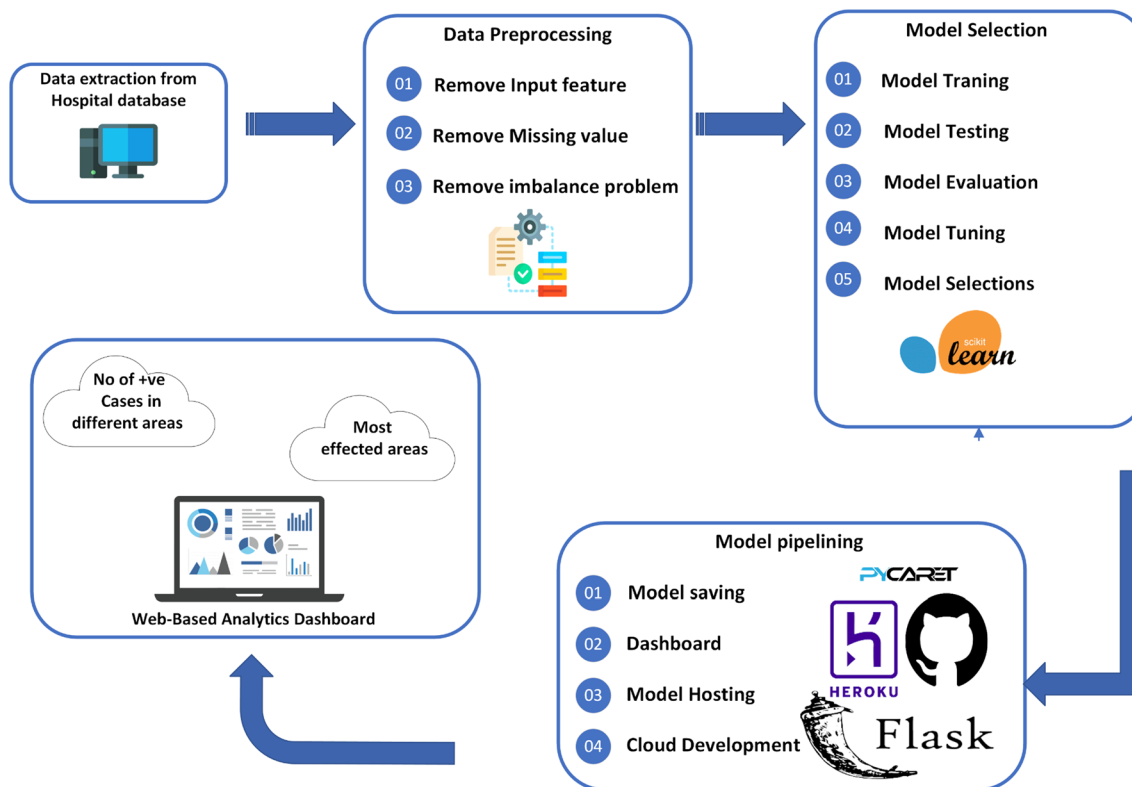 Data extraction from
Hospital database
Data Preprocessing
01 Remove Input feature
02 Remove Missing value
03 Remove imbalance problem
Model Selection
01 Model Traning
02 Model Testing
03 Model Evaluation
04 Model Tuning
05 Model Selections
scikit
learn
Model pipelining
PYCARET
01 Model saving
02 Dashboard
03 Model Hosting
04 Cloud Development
HEROKU
Flask
No of +ve
Cases in
different areas
Most
effected areas
Web-Based Analytics Dashboard